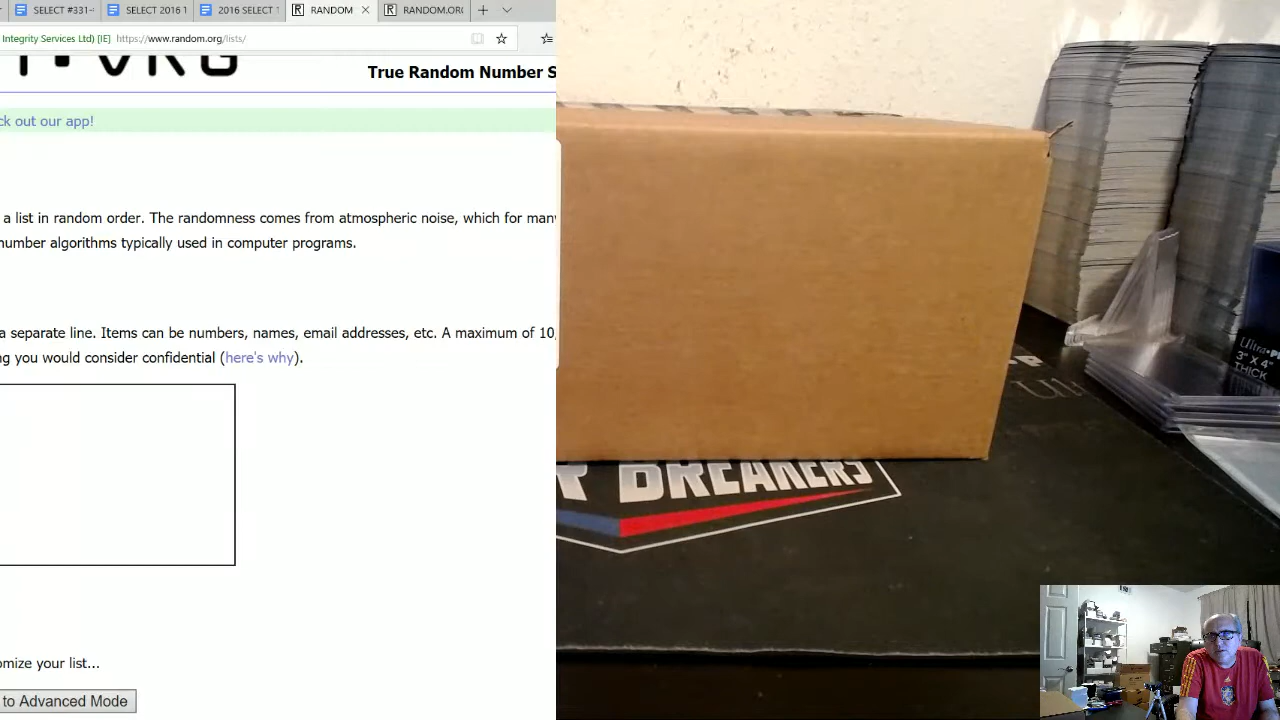 SELECT #331-
SELECT 2016 1
2016 SELECT
RANDOM
RANDOM.OR
Integrity Services Ltd) [IE] https://www.random.org/lists/
True Random Number S
ck out our app!
a list in random order. The randomness comes from atmospheric noise, which for man
number algorithms typically used in computer programs.
a separate line. Items can be numbers, names, email addresses, etc. A maximum of 10,
ng you would consider confidential (here's why).
omize your list...
to Advanced Mode
BREAKERS
Ultra
3" X 4"
THICK